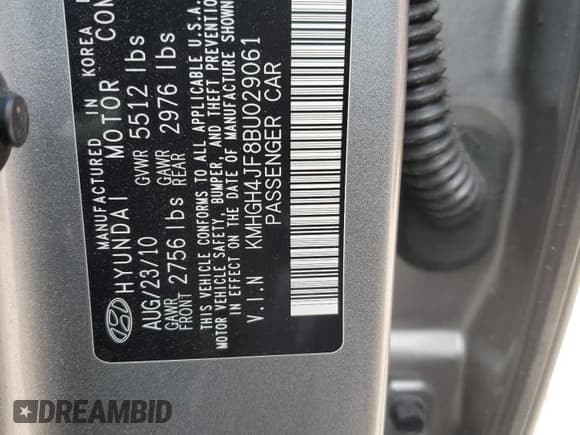 MANUFACTURED IN KOREA
HYUNDAI MOTOR
AUG/23/10 GVWR 5512 lbs
GAWR FRONT 2756 lbs GAWR REAR 2976 lbs
THIS VEHICLE CONFORMS TO ALL APPLICABLE U.S.A.
MOTOR VEHICLE SAFETY, BUMPER, AND THEFT PREVENTION
IN EFFECT ON THE DATE OF MANUFACTURE SHOWN
V.I.N KMHGH4JF8BU029061
PASSENGER CAR
DREAMBID